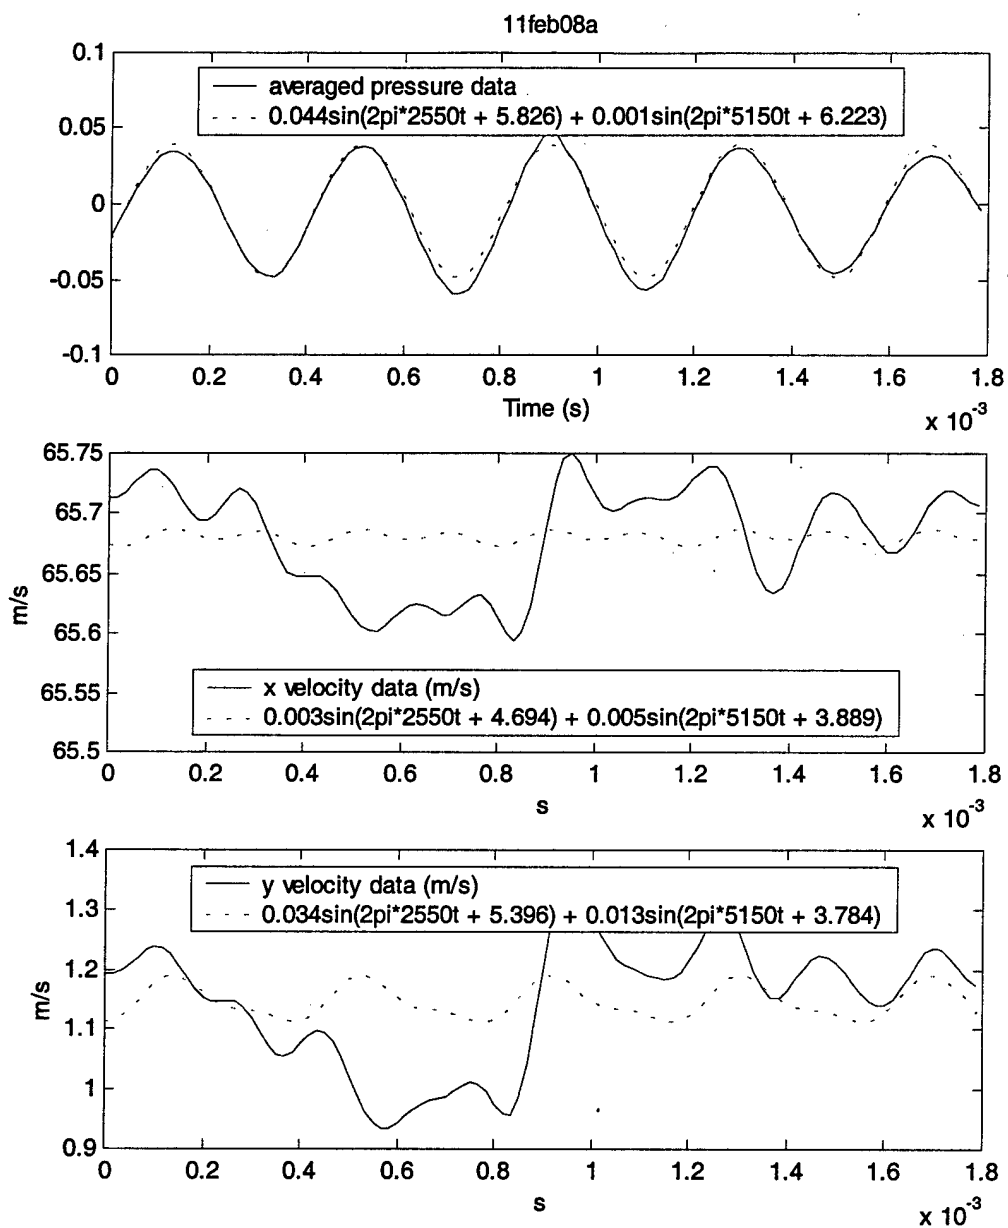 11feb08a
0.1
0.05
0
-0.05
-0.1
averaged pressure data
0.044sin(2pi*2550t + 5.826) + 0.001sin(2pi*5150t + 6.223)
0 0.2 0.4 0.6 0.8 1 1.2 1.4 1.6 1.8
Time (s)
x 10-3
65.75
65.7
65.65
65.6
65.55
65.5
m/s
x velocity data (m/s)
0.003sin(2pi*2550t + 4.694) + 0.005sin(2pi*5150t + 3.889)
0 0.2 0.4 0.6 0.8 1 1.2 1.4 1.6 1.8
s
x 10-3
1.4
1.3
1.2
1.1
1
0.9
m/s
y velocity data (m/s)
0.034sin(2pi*2550t + 5.396) + 0.013sin(2pi*5150t + 3.784)
0 0.2 0.4 0.6 0.8 1 1.2 1.4 1.6 1.8
s
x 10-3